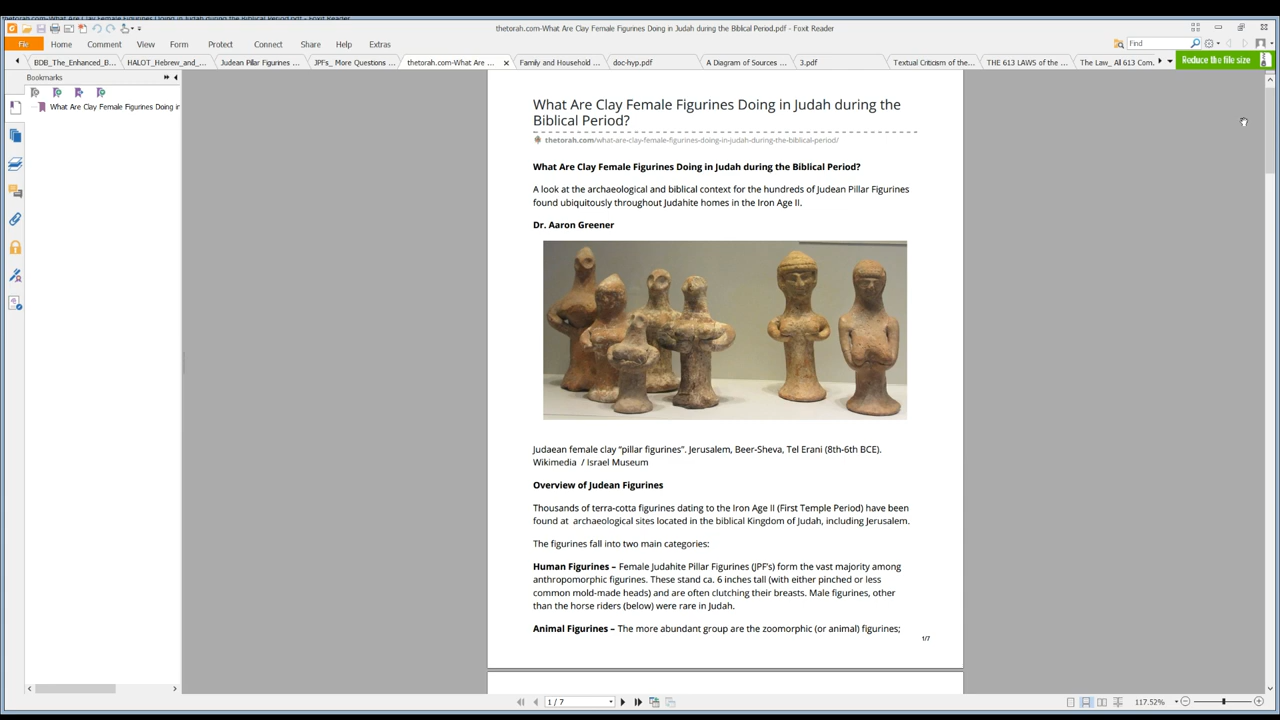 thetorah.com-What Are Clay Female Figurines Doing in Judah during the Biblical Period.pdf - Foxit Reader
File Home Comment View Form Protect Connect Share Help Extras
Find
BDB_The_Enhanced_B... HALOT_Hebrew_and_... Judean Pillar Figurines ... JPFs_ More Questions ... thetorah.com-What Are ... Family and Household ... doc-hyp.pdf A Diagram of Sources ... 3.pdf Textual Criticism of the... THE 613 LAWS of the ... The Law_ All 613 Com.
Reduce the file size
Bookmarks
What Are Clay Female Figurines Doing in
What Are Clay Female Figurines Doing in Judah during the
Biblical Period?
thetorah.com/what-are-clay-female-figurines-doing-in-judah-during-the-biblical-period/
What Are Clay Female Figurines Doing in Judah during the Biblical Period?
A look at the archaeological and biblical context for the hundreds of Judean Pillar Figurines
found ubiquitously throughout Judahite homes in the Iron Age II.
Dr. Aaron Greener
Judaean female clay “pillar figurines”. Jerusalem, Beer-Sheva, Tel Erani (8th-6th BCE).
Wikimedia / Israel Museum
Overview of Judean Figurines
Thousands of terra-cotta figurines dating to the Iron Age II (First Temple Period) have been
found at archaeological sites located in the biblical Kingdom of Judah, including Jerusalem.
The figurines fall into two main categories:
Human Figurines – Female Judahite Pillar Figurines (JPF’s) form the vast majority among
anthropomorphic figurines. These stand ca. 6 inches tall (with either pinched or less
common mold-made heads) and are often clutching their breasts. Male figurines, other
than the horse riders (below) were rare in Judah.
Animal Figurines – The more abundant group are the zoomorphic (or animal) figurines;
1/7
1 / 7
117.52%